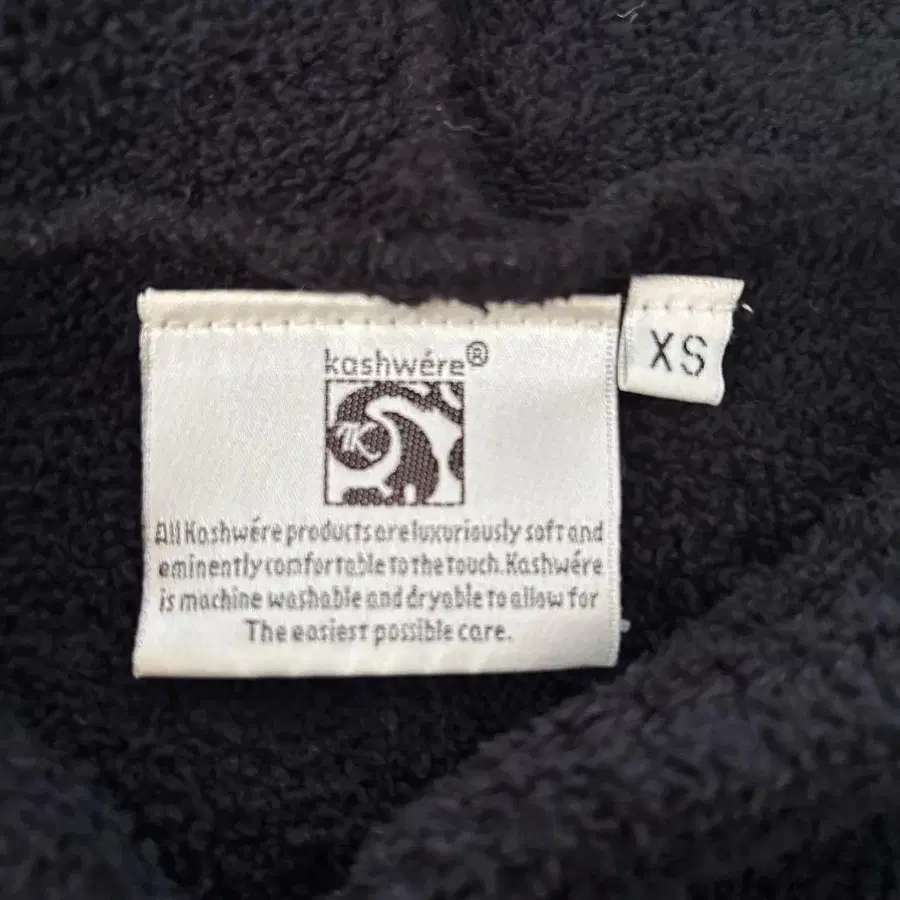 kashwére®
XS
K
All Kashwére products are luxuriously soft and
eminently comfortable to the touch. Kashwére
is machine washable and dryable to allow for
The easiest possible care.